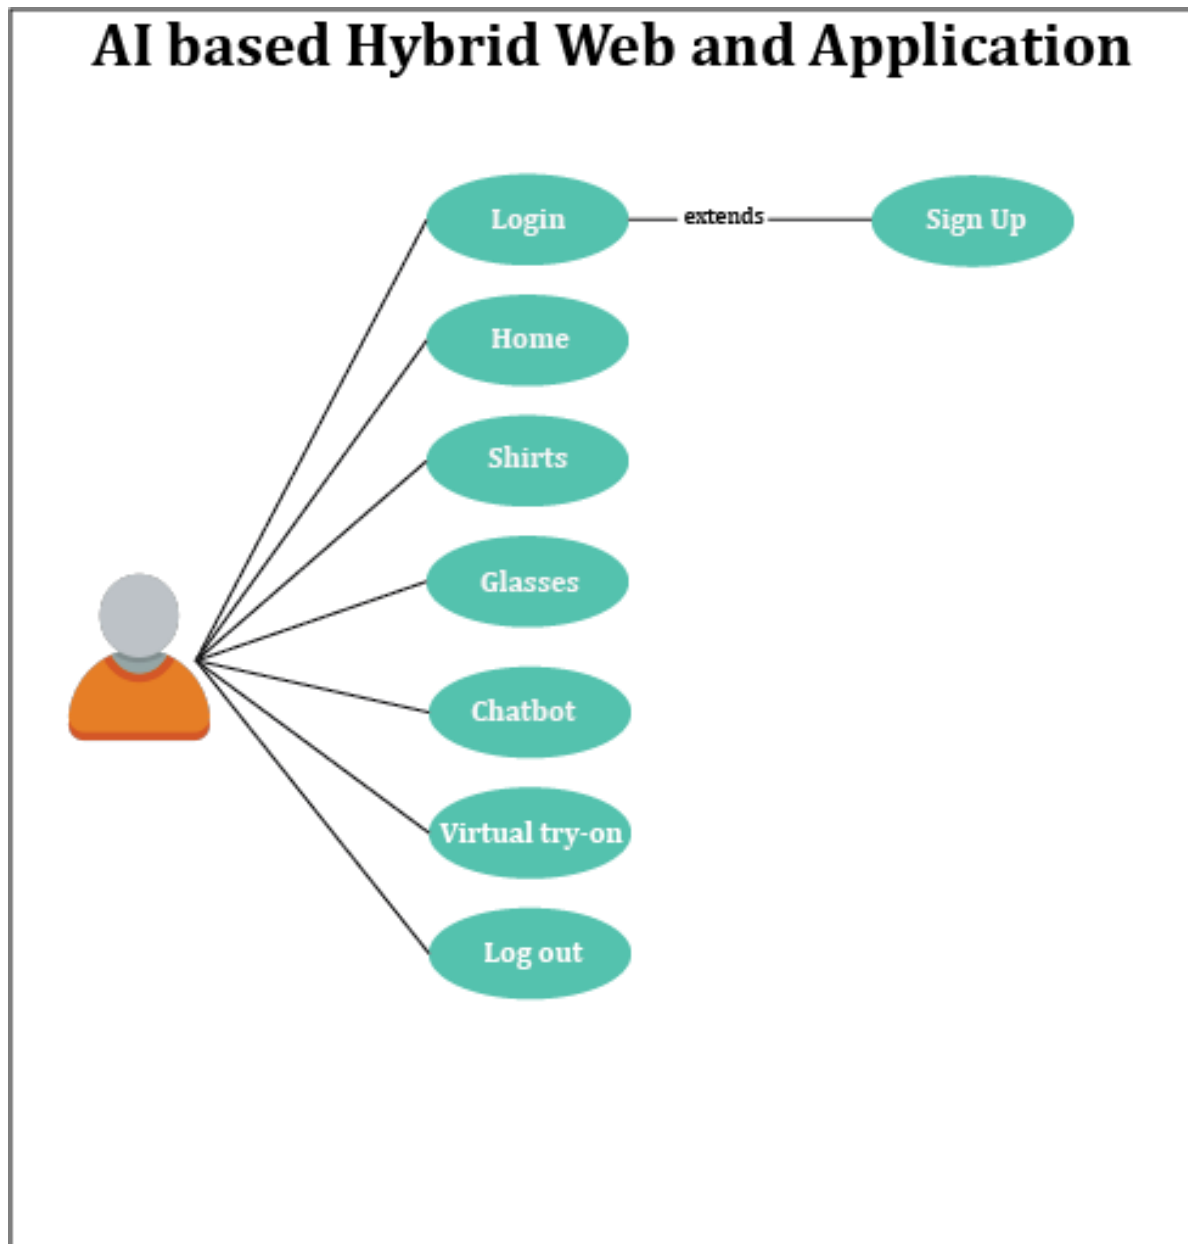 AI based Hybrid Web and Application
Login
extends
Sign Up
Home
Shirts
Glasses
Chatbot
Virtual try-on
Log out